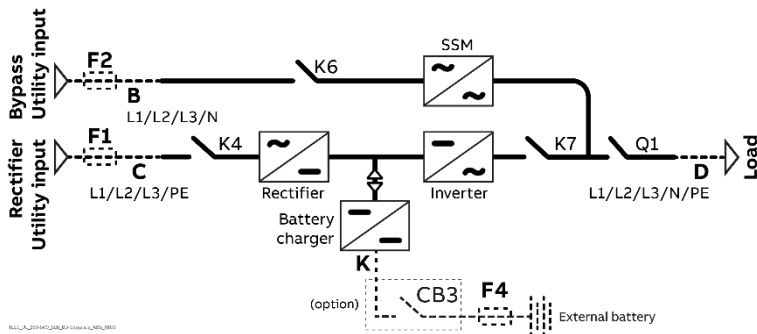 Bypass
Utility input
F2
B
L1/L2/L3/N
K6
SSM
Rectifier
Utility input
F1
C
L1/L2/L3/PE
K4
Rectifier
Inverter
K7
Q1
D
L1/L2/L3/N/PE
Load
Battery
charger
K
(option)
CB3
F4
External battery